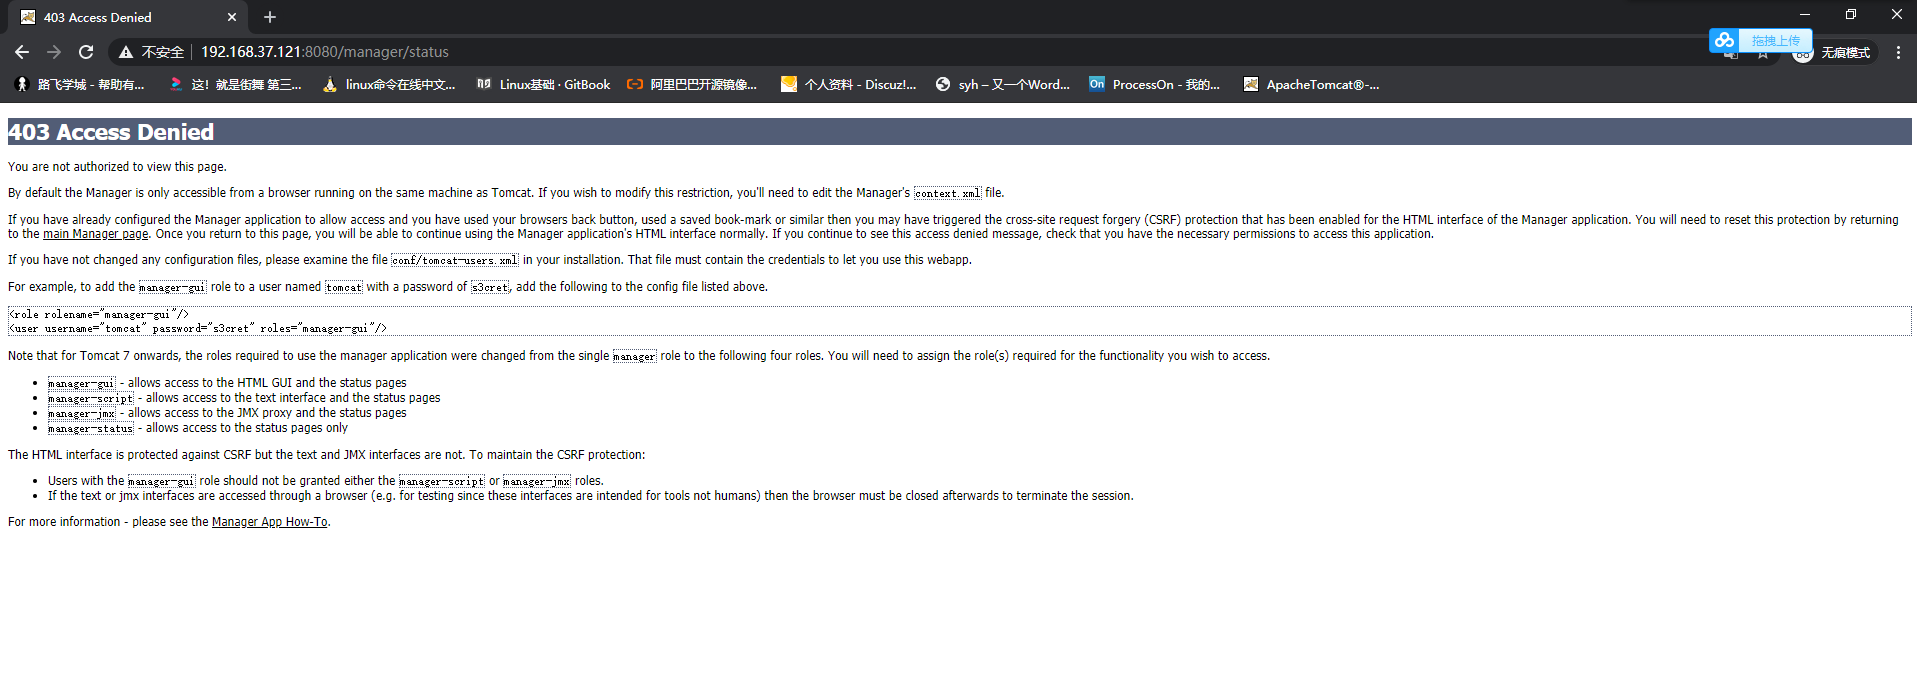 403 Access Denied
不安全 192.168.37.121:8080/manager/status
拖拽上传
无痕模式
路飞学城 - 帮助有...
这！就是街舞 第三...
linux命令在线中文...
Linux基础 · GitBook
阿里巴巴开源镜像...
个人资料 - Discuz!...
syh – 又一个Word...
On ProcessOn - 我的...
ApacheTomcat®-...
403 Access Denied
You are not authorized to view this page.
By default the Manager is only accessible from a browser running on the same machine as Tomcat. If you wish to modify this restriction, you'll need to edit the Manager's context.xml file.
If you have already configured the Manager application to allow access and you have used your browsers back button, used a saved book-mark or similar then you may have triggered the cross-site request forgery (CSRF) protection that has been enabled for the HTML interface of the Manager application. You will need to reset this protection by returning
to the main Manager page. Once you return to this page, you will be able to continue using the Manager application's HTML interface normally. If you continue to see this access denied message, check that you have the necessary permissions to access this application.
If you have not changed any configuration files, please examine the file conf/tomcat-users.xml in your installation. That file must contain the credentials to let you use this webapp.
For example, to add the manager-gui role to a user named tomcat with a password of s3cret, add the following to the config file listed above.
<role rolename="manager-gui"/>
<user username="tomcat" password="s3cret" roles="manager-gui"/>
Note that for Tomcat 7 onwards, the roles required to use the manager application were changed from the single manager role to the following four roles. You will need to assign the role(s) required for the functionality you wish to access.
• manager-gui - allows access to the HTML GUI and the status pages
• manager-script - allows access to the text interface and the status pages
• manager-jmx - allows access to the JMX proxy and the status pages
• manager-status - allows access to the status pages only
The HTML interface is protected against CSRF but the text and JMX interfaces are not. To maintain the CSRF protection:
• Users with the manager-gui role should not be granted either the manager-script or manager-jmx roles.
• If the text or jmx interfaces are accessed through a browser (e.g. for testing since these interfaces are intended for tools not humans) then the browser must be closed afterwards to terminate the session.
For more information - please see the Manager App How-To.